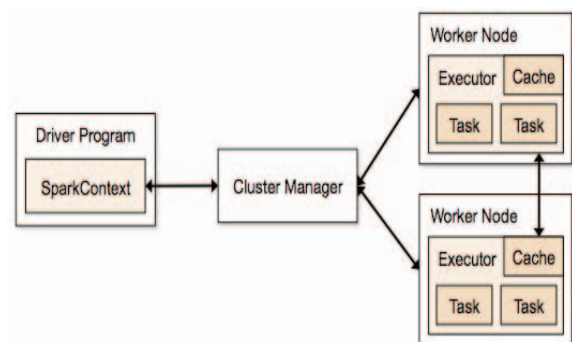 Driver Program
SparkContext
Cluster Manager
Worker Node
Executor Cache
Task Task
Worker Node
Executor Cache
Task Task